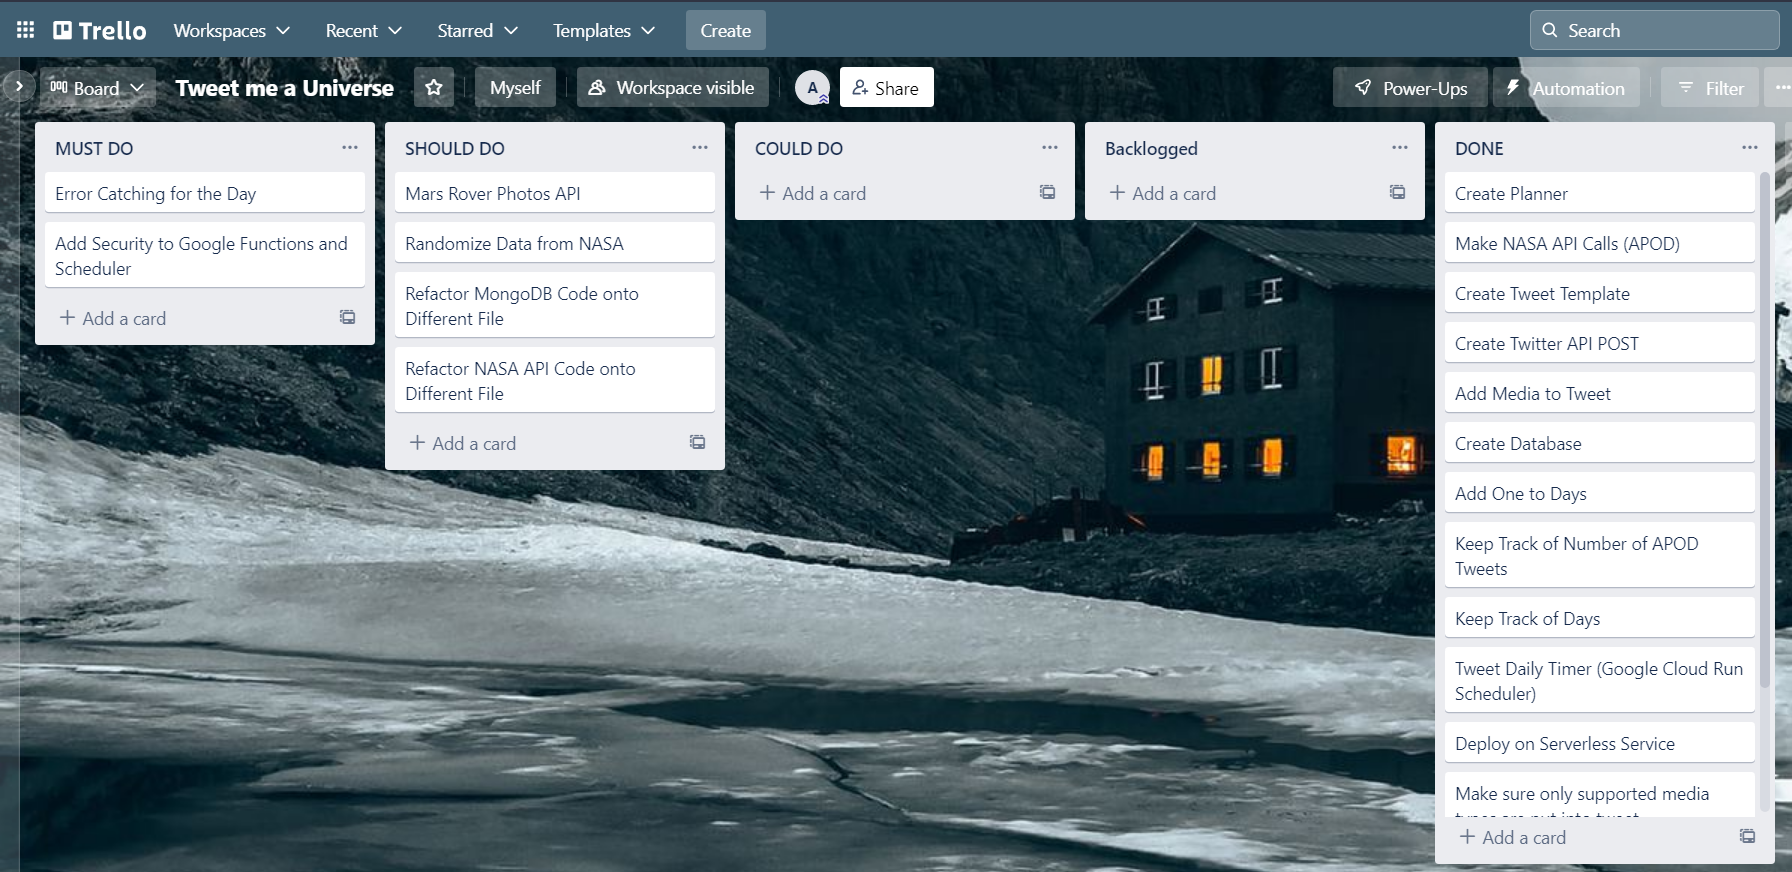 Trello
Workspaces
Recent
Starred
Templates
Create
Search
Board
Tweet me a Universe
Myself
Workspace visible
A
Share
Power-Ups
Automation
Filter
MUST DO
Error Catching for the Day
Add Security to Google Functions and
Scheduler
Add a card
SHOULD DO
Mars Rover Photos API
Randomize Data from NASA
Refactor MongoDB Code onto
Different File
Refactor NASA API Code onto
Different File
Add a card
COULD DO
Add a card
Backlogged
Add a card
DONE
Create Planner
Make NASA API Calls (APOD)
Create Tweet Template
Create Twitter API POST
Add Media to Tweet
Create Database
Add One to Days
Keep Track of Number of APOD
Tweets
Keep Track of Days
Tweet Daily Timer (Google Cloud Run
Scheduler)
Deploy on Serverless Service
Make sure only supported media
types are put into tweet
Add a card